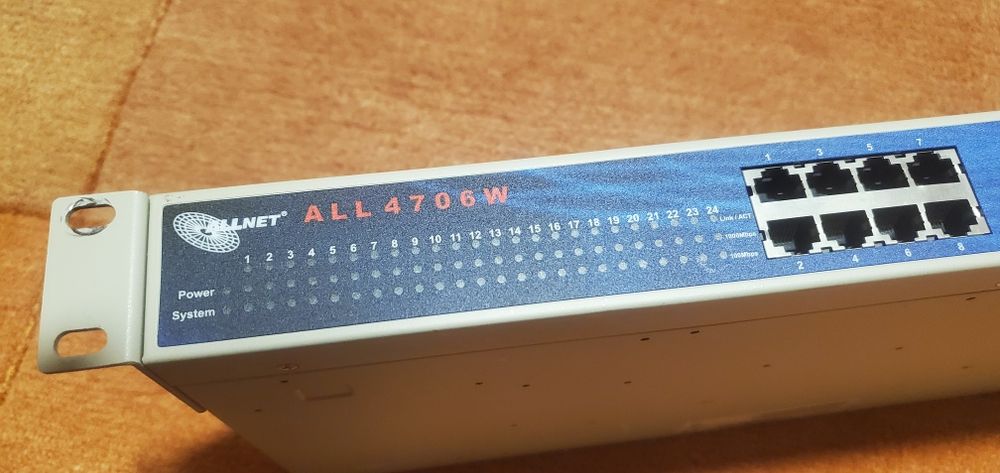 ALLNET® ALL 4706W
1 2 3 4 5 6 7 8 9 10 11 12 13 14 15 16 17 18 19 20 21 22 23 24
Link / ACT
1000Mbps
100Mbps
Power
System
1 3 5 7
2 4 6 8